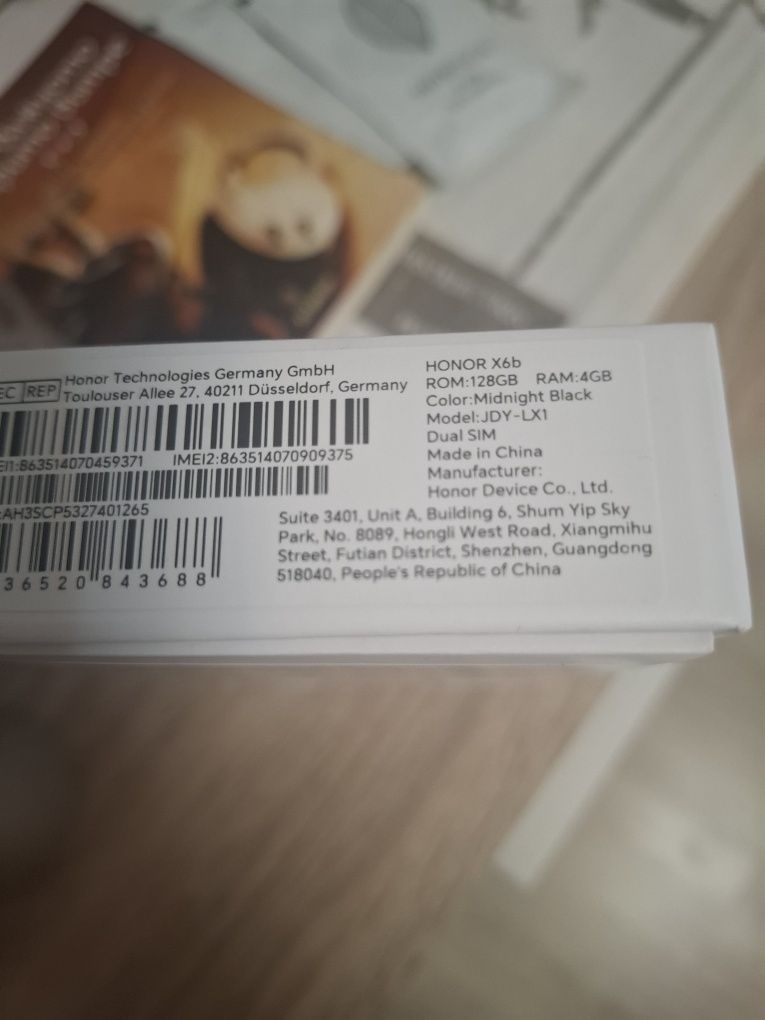 EC REP
Honor Technologies Germany GmbH
Toulouser Allee 27, 40211 Düsseldorf, Germany
EI1:863514070459371 IMEI2:863514070909375
:AH3SCP5327401265
36520 843688
HONOR X6b
ROM:128GB RAM:4GB
Color:Midnight Black
Model:JDY-LX1
Dual SIM
Made in China
Manufacturer:
Honor Device Co., Ltd.
Suite 3401, Unit A, Building 6, Shum Yip Sky
Park, No. 8089, Hongli West Road, Xiangmihu
Street, Futian District, Shenzhen, Guangdong
518040, People's Republic of China